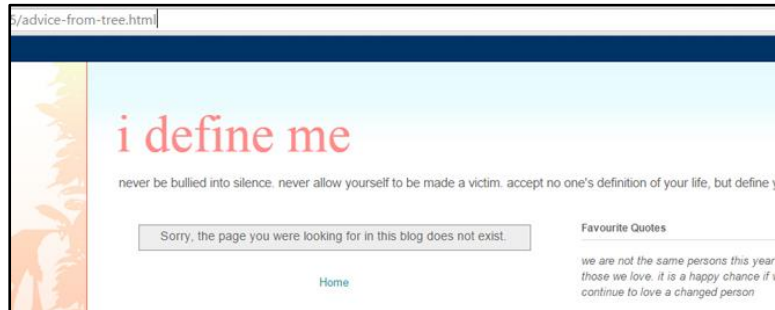 5/advice-from-tree.html
i define me
never be bullied into silence. never allow yourself to be made a victim. accept no one's definition of your life, but define
Sorry, the page you were looking for in this blog does not exist.
Home
Favourite Quotes
we are not the same persons this year
those we love. it is a happy chance if
continue to love a changed person